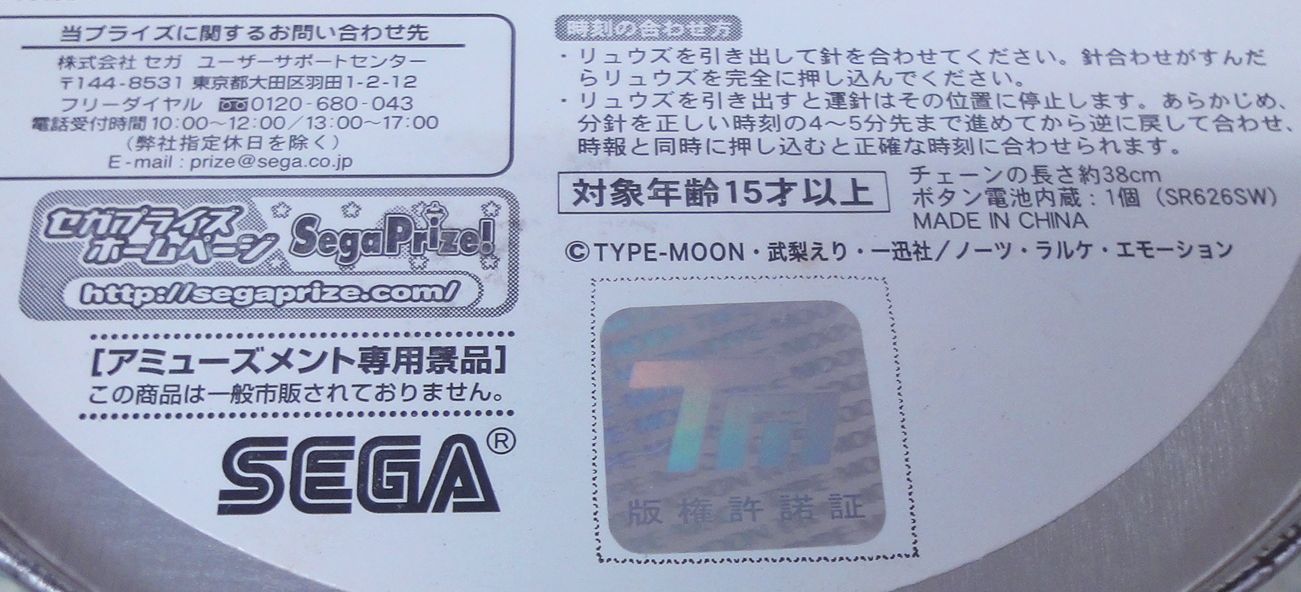 当プライズに関するお問い合わせ先
株式会社 セガ ユーザーサポートセンター
〒144-8531 東京都大田区羽田1-2-12
フリーダイヤル 0120-680-043
電話受付時間 10:00～12:00／13:00～17:00
(弊社指定休日を除く)
E-mail : prize@sega.co.jp
セガプライズ
ホームページ
SegaPrize!
http://segaprize.com/
[アミューズメント専用景品]
この商品は一般市販されておりません。
SEGA®
時刻の合わせ方
・リュウズを引き出して針を合わせてください。針合わせがすんだ
らリュウズを完全に押し込んでください。
・リュウズを引き出すと運針はその位置に停止します。あらかじめ、
分針を正しい時刻の4～5分先まで進めてから逆に戻して合わせ、
時報と同時に押し込むと正確な時刻に合わせられます。
対象年齢15才以上
チェーンの長さ約38cm
ボタン電池内蔵：1個（SR626SW）
MADE IN CHINA
©TYPE-MOON・武梨えり・一迅社／ノーツ・ラルケ・エモーション
TM
版権許諾証